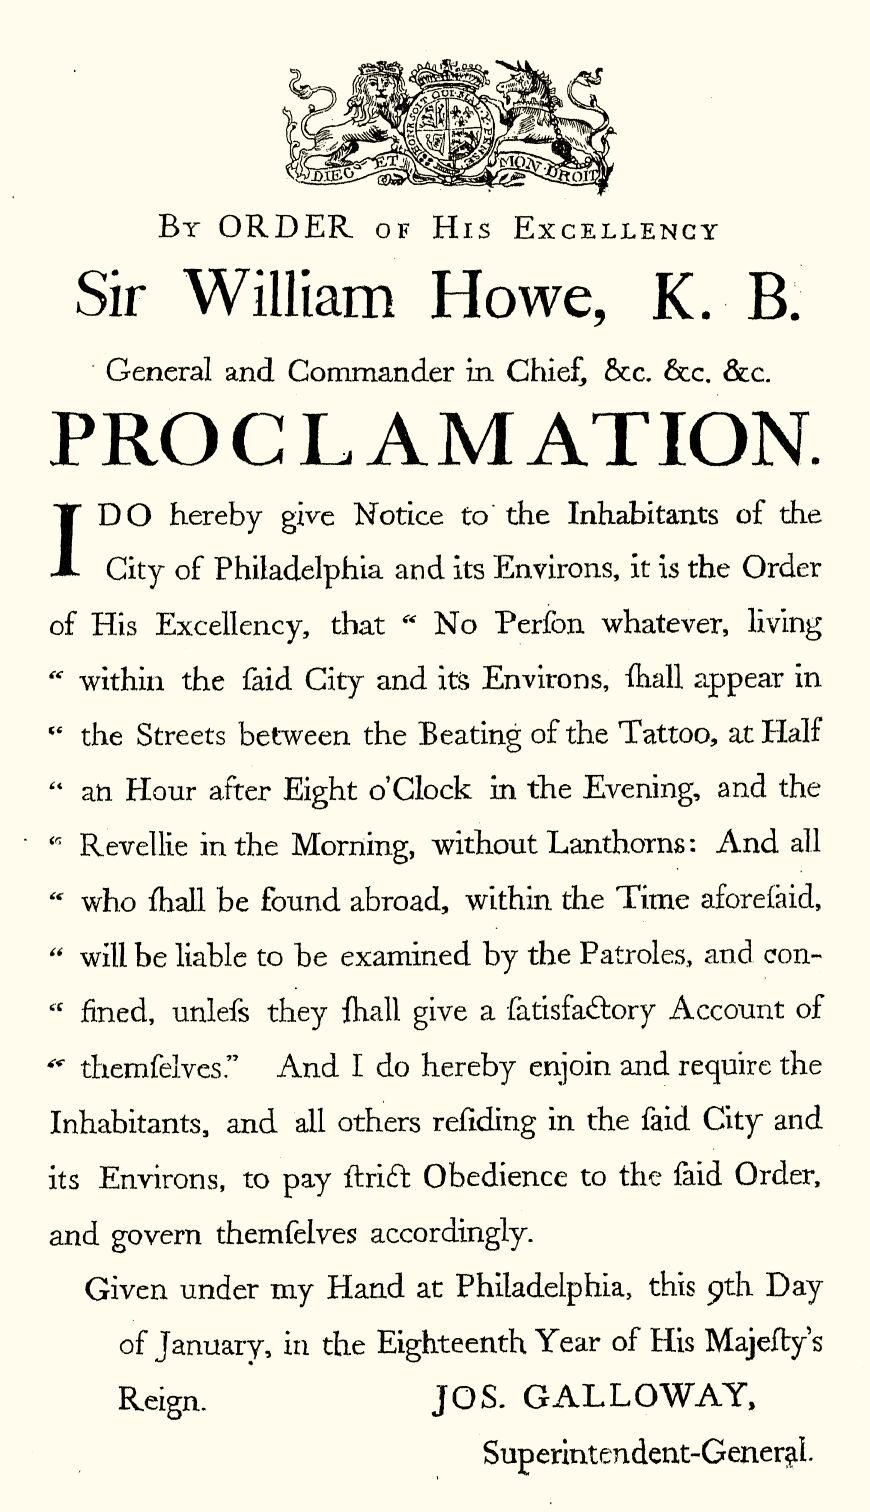 HONI·SOIT·QUI·MAL·Y·PENSE
DIEU ET MON DROIT
By ORDER of His Excellency
Sir William Howe, K. B.
General and Commander in Chief, &c. &c. &c.
PROCLAMATION.
I DO hereby give Notice to the Inhabitants of the
City of Philadelphia and its Environs, it is the Order
of His Excellency, that “ No Perſon whatever, living
“ within the ſaid City and its Environs, ſhall appear in
“ the Streets between the Beating of the Tattoo, at Half
“ an Hour after Eight o’Clock in the Evening, and the
“ Revellie in the Morning, without Lanthorns: And all
“ who ſhall be found abroad, within the Time aforeſaid,
“ will be liable to be examined by the Patroles, and con-
“ fined, unleſs they ſhall give a ſatisfactory Account of
“ themſelves.” And I do hereby enjoin and require the
Inhabitants, and all others reſiding in the ſaid City and
its Environs, to pay ſtrict Obedience to the ſaid Order,
and govern themſelves accordingly.
Given under my Hand at Philadelphia, this 9th Day
of January, in the Eighteenth Year of His Majeſty’s
Reign. JOS. GALLOWAY,
Superintendent-General.